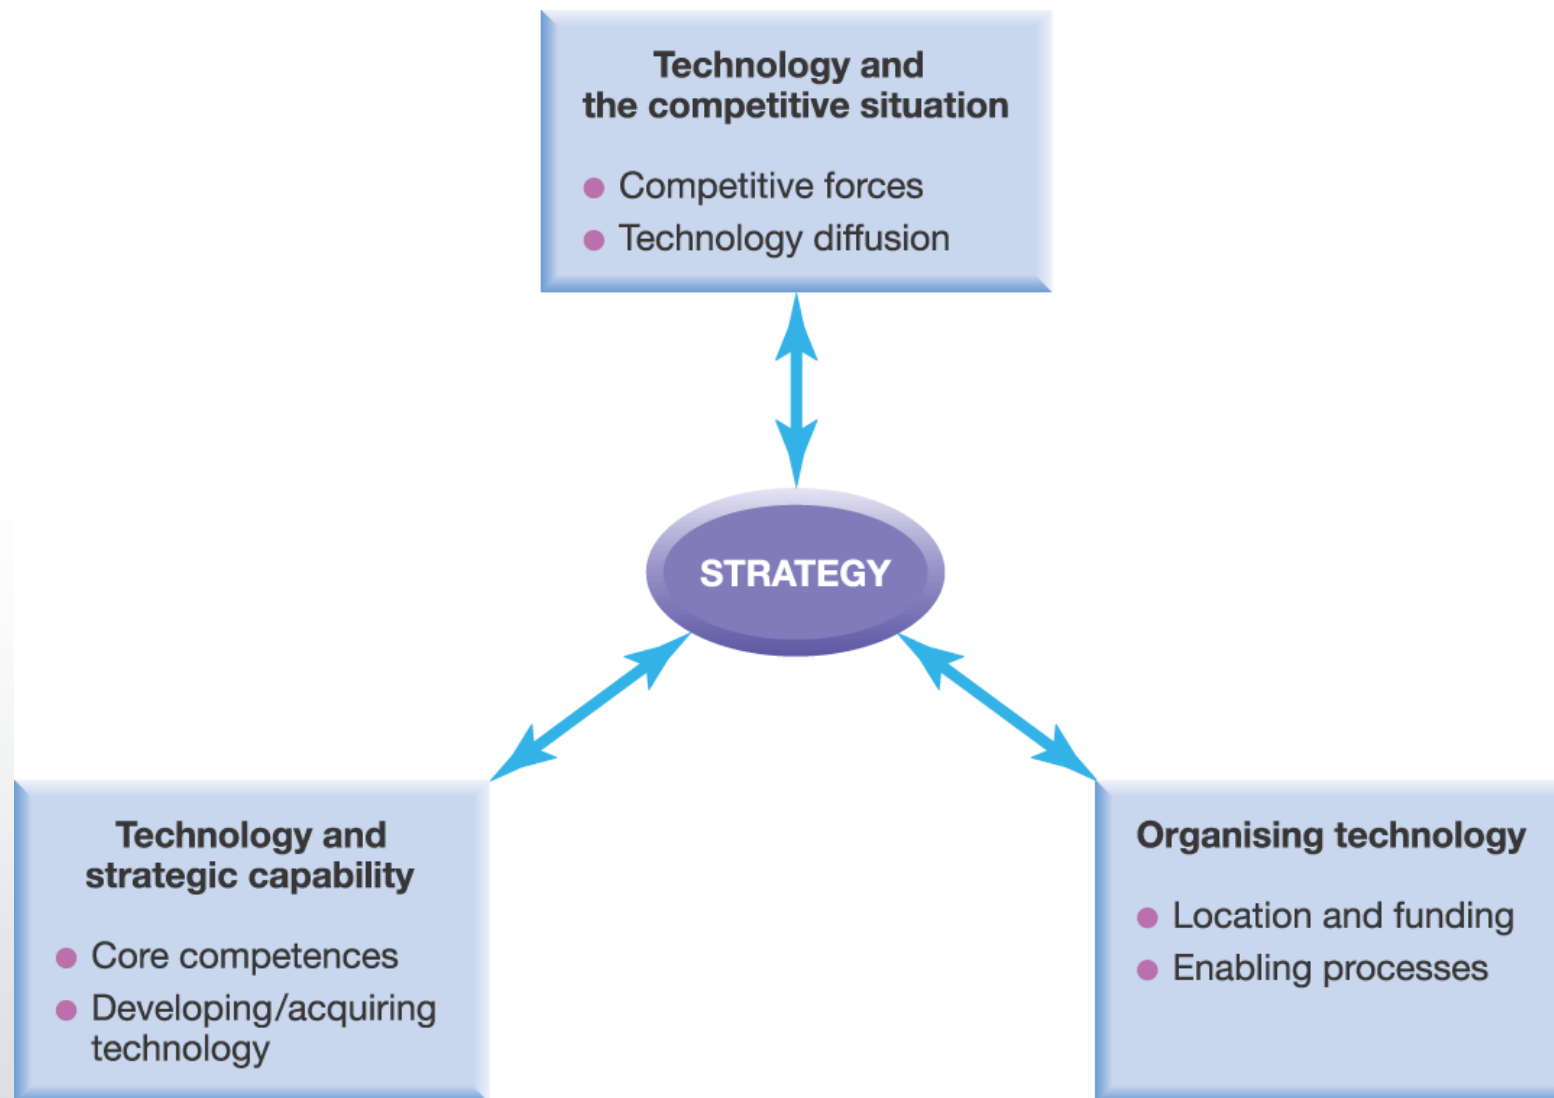 Technology and
the competitive situation
● Competitive forces
● Technology diffusion
STRATEGY
Technology and
strategic capability
● Core competences
● Developing/acquiring
technology
Organising technology
● Location and funding
● Enabling processes